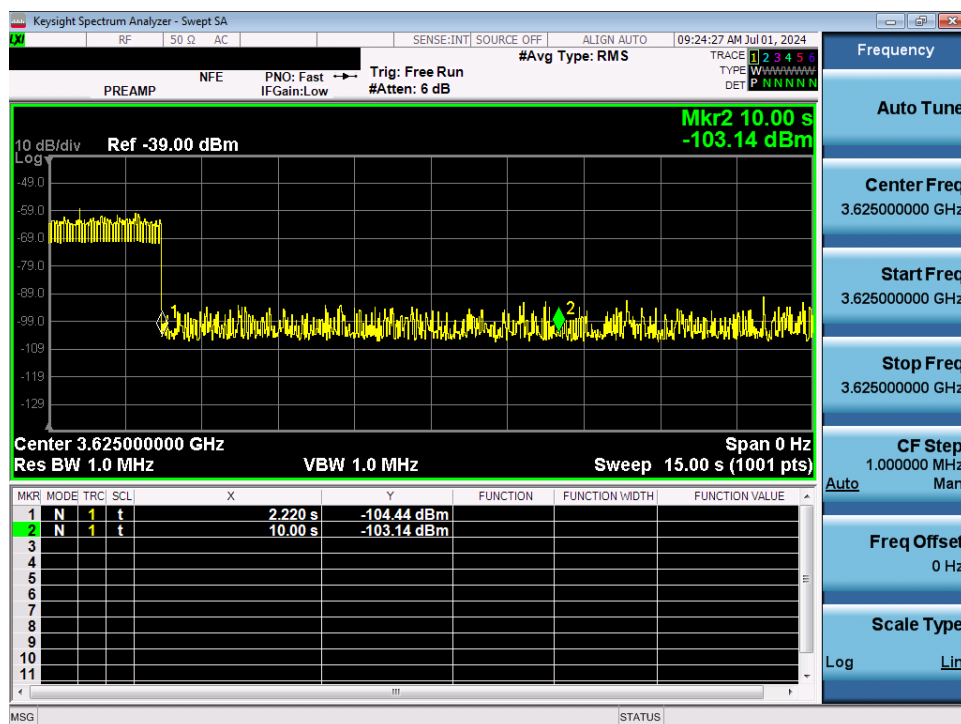 Keysight Spectrum Analyzer - Swept SA
LXI RF 50 Ω AC SENSE:INT SOURCE OFF ALIGN AUTO 09:24:27 AM Jul 01, 2024
#Avg Type: RMS
TRACE 1 2 3 4 5 6
NFE PNO: Fast Trig: Free Run
TYPE W W W W W W
PREAMP IFGain:Low #Atten: 6 dB
DET P N N N N N
Mkr2 10.00 s
-103.14 dBm
10 dB/div Ref -39.00 dBm
Log
-49.0
-59.0
-69.0
-79.0
-89.0
-99.0
-109
-119
-129
1
2
Center 3.625000000 GHz Span 0 Hz
Res BW 1.0 MHz VBW 1.0 MHz Sweep 15.00 s (1001 pts)
MKR MODE TRC SCL X Y FUNCTION FUNCTION WIDTH FUNCTION VALUE
1 N 1 t 2.220 s -104.44 dBm
2 N 1 t 10.00 s -103.14 dBm
3
4
5
6
7
8
9
10
11
MSG STATUS
Frequency
Auto Tune
Center Freq
3.625000000 GHz
Start Freq
3.625000000 GHz
Stop Freq
3.625000000 GHz
CF Step
1.000000 MHz
Auto Man
Freq Offset
0 Hz
Scale Type
Log Lin